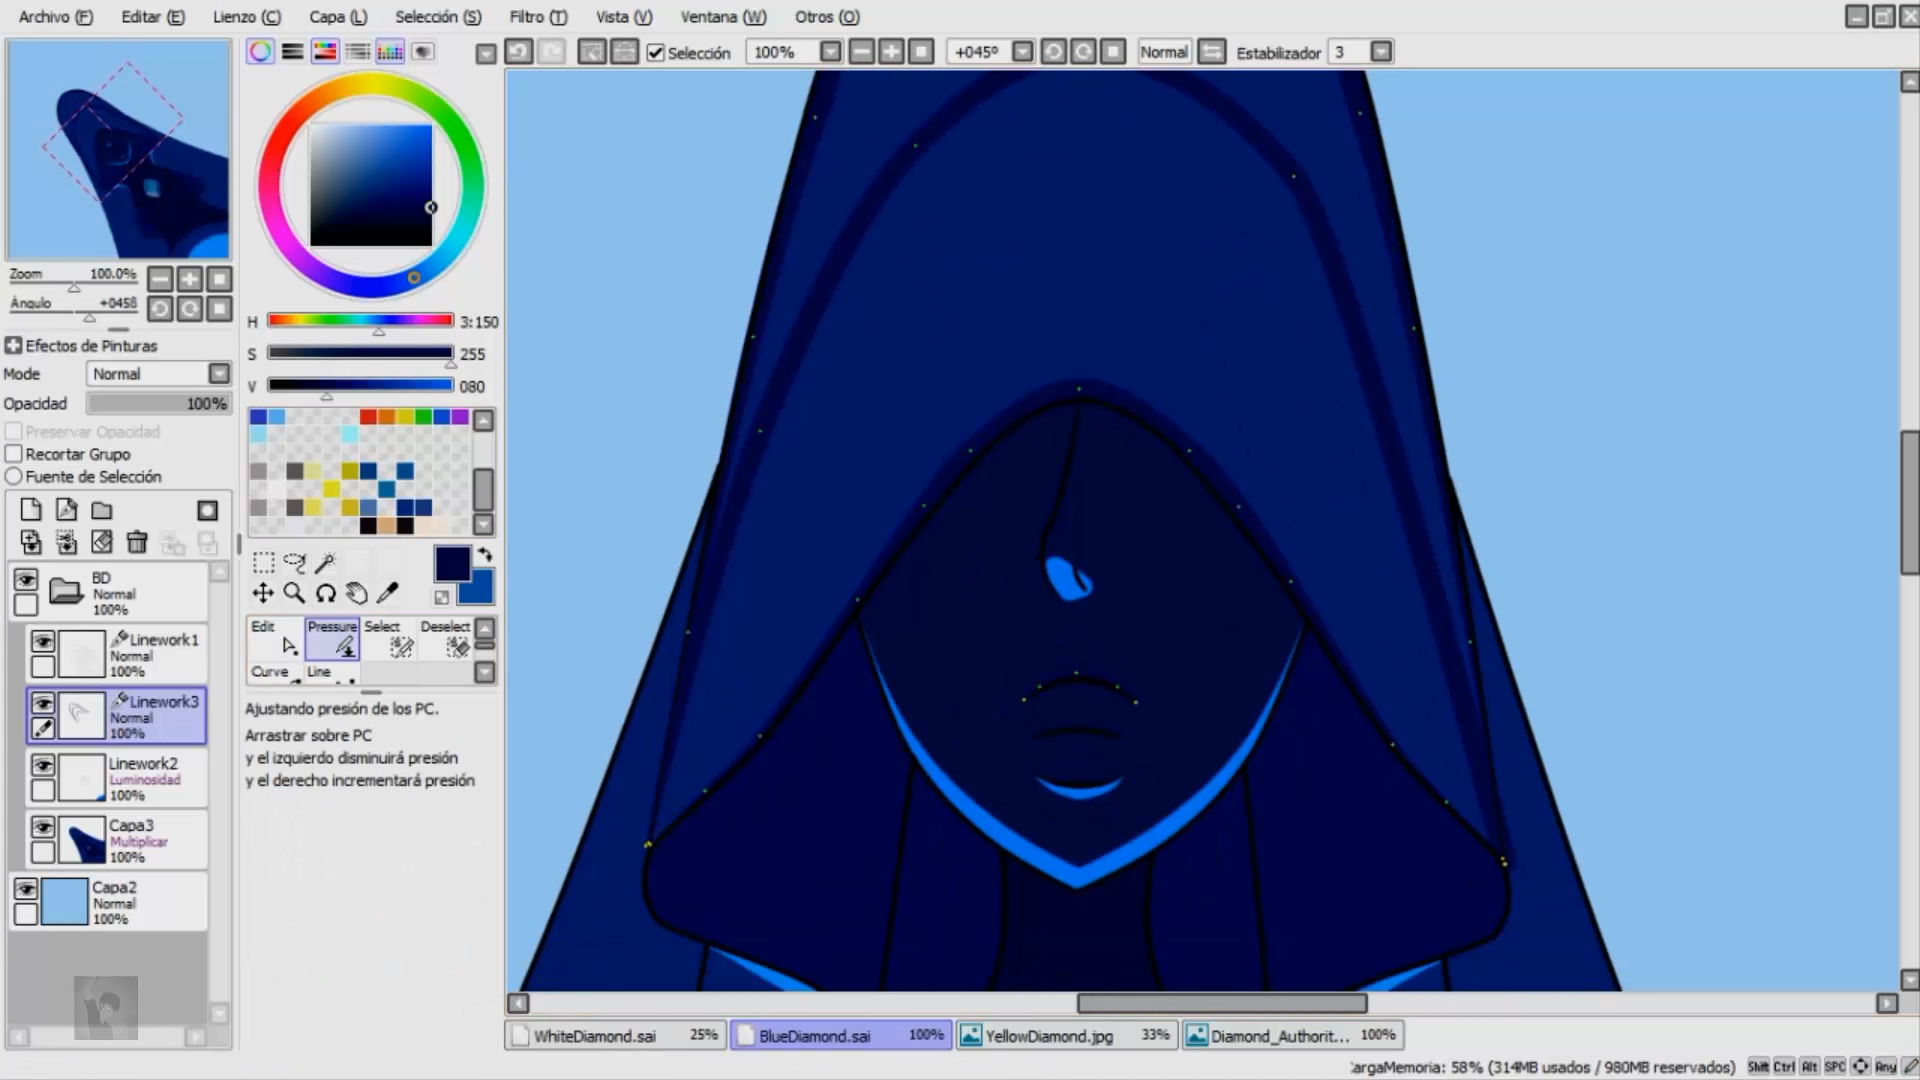 Archivo (F) Editar (E) Lienzo (C) Capa (L) Selección (S) Filtro (T) Vista (V) Ventana (W) Otros (O)
Selección 100% +045º Normal Estabilizador 3
Zoom 100.0%
Ángulo +045ß
Efectos de Pinturas
Mode Normal
Opacidad 100%
Preservar Opacidad
Recortar Grupo
Fuente de Selección
BD
Normal
100%
Linework1
Normal
100%
Linework3
Normal
100%
Linework2
Luminosidad
100%
Capa3
Multiplicar
100%
Capa2
Normal
100%
H 3:150
S 255
V 080
Edit Pressure Select Deselect
Curve Line
Ajustando presión de los PC.
Arrastrar sobre PC
y el izquierdo disminuirá presión
y el derecho incrementará presión
WhiteDiamond.sai 25% BlueDiamond.sai 100% YellowDiamond.jpg 33% Diamond_Authorit... 100%
argaMemoria: 58% (314MB usados / 980MB reservados) Shift Ctrl Alt SPC Any